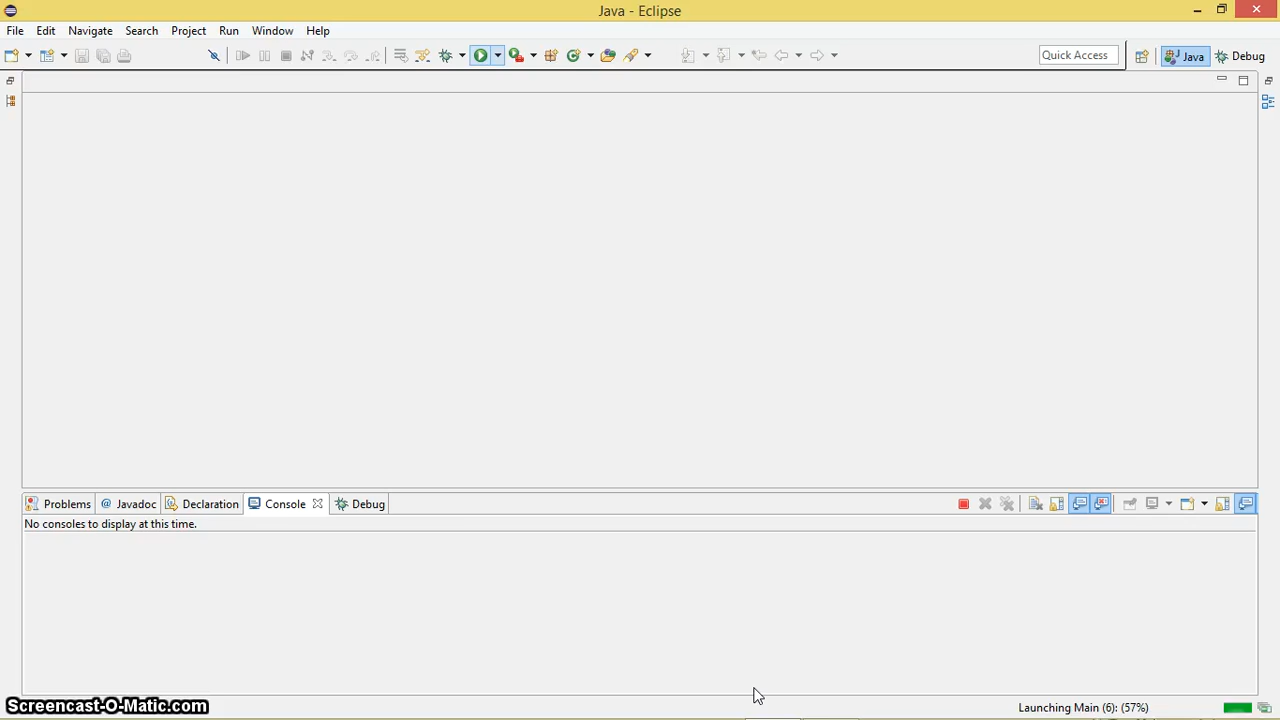 Java - Eclipse
File Edit Navigate Search Project Run Window Help
Quick Access Java Debug
Problems @ Javadoc Declaration Console Debug
No consoles to display at this time.
Screencast-O-Matic.com Launching Main (6): (57%)